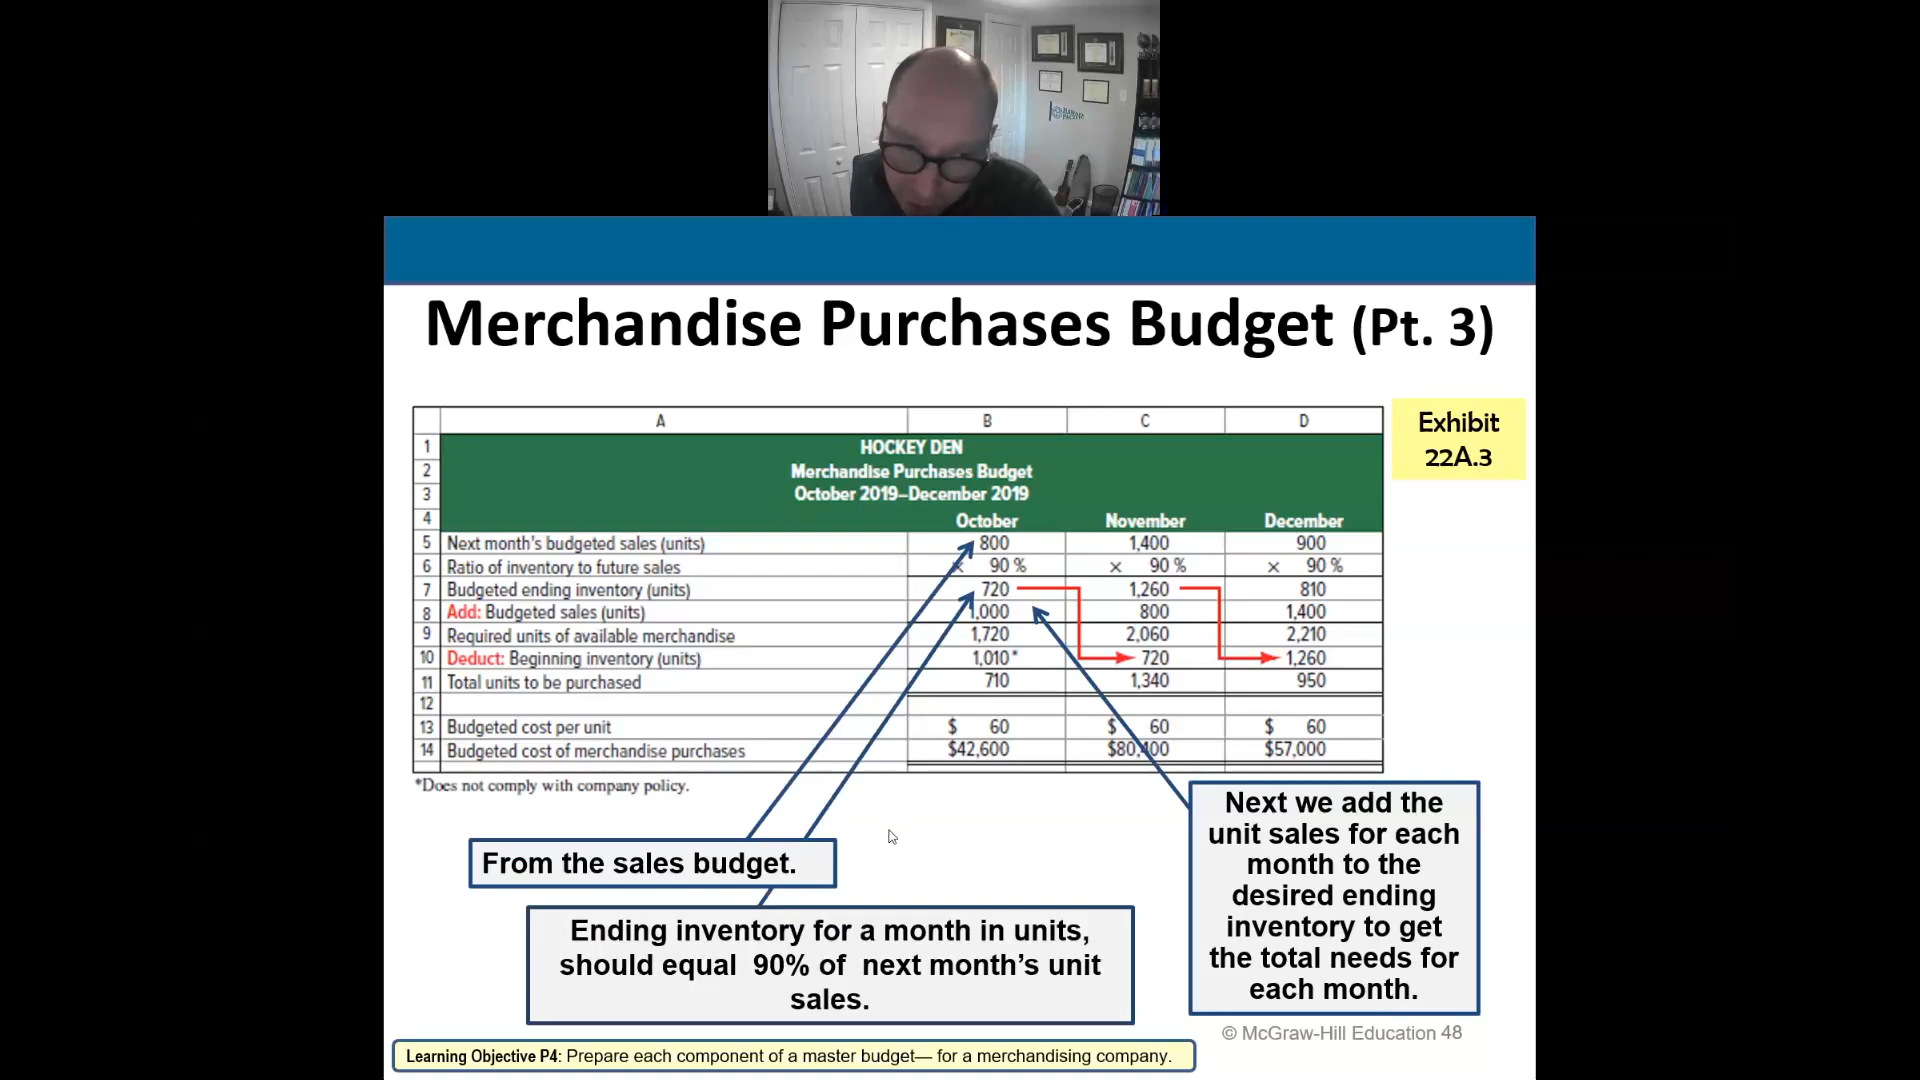 Merchandise Purchases Budget (Pt. 3)
Exhibit
22A.3
A B C D
1 HOCKEY DEN
2 Merchandise Purchases Budget
3 October 2019–December 2019
4 October November December
5 Next month's budgeted sales (units) 800 1,400 900
6 Ratio of inventory to future sales × 90 % × 90 % × 90 %
7 Budgeted ending inventory (units) 720 1,260 810
8 Add: Budgeted sales (units) 1,000 800 1,400
9 Required units of available merchandise 1,720 2,060 2,210
10 Deduct: Beginning inventory (units) 1,010* 720 1,260
11 Total units to be purchased 710 1,340 950
12
13 Budgeted cost per unit $ 60 $ 60 $ 60
14 Budgeted cost of merchandise purchases $42,600 $80,400 $57,000
*Does not comply with company policy.
From the sales budget.
Ending inventory for a month in units,
should equal 90% of next month’s unit
sales.
Next we add the
unit sales for each
month to the
desired ending
inventory to get
the total needs for
each month.
© McGraw-Hill Education 48
Learning Objective P4: Prepare each component of a master budget— for a merchandising company.